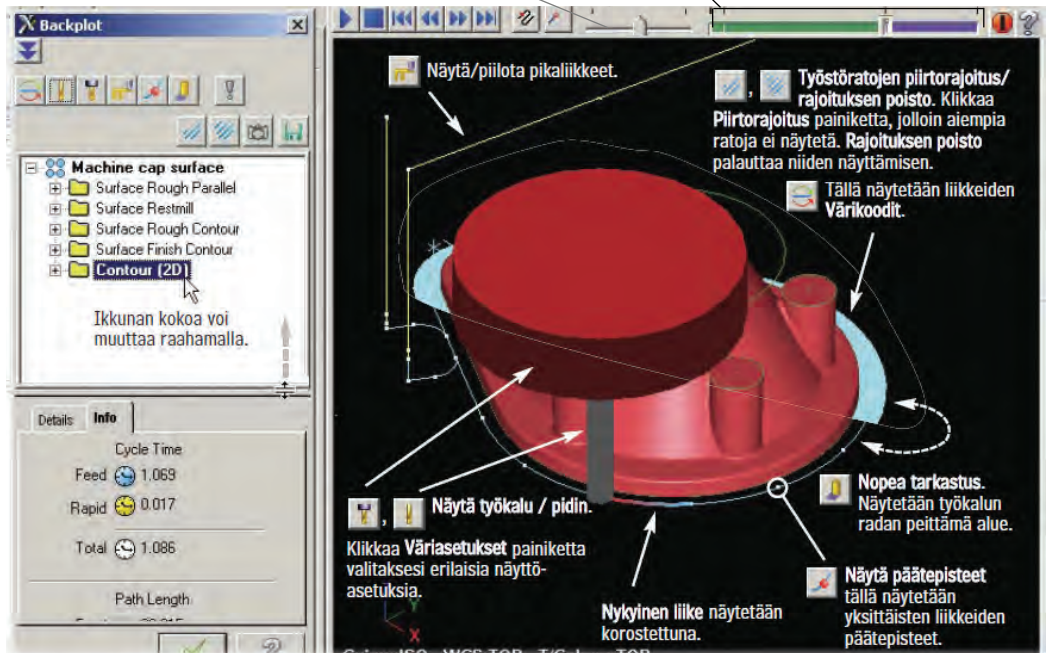 Backplot
Machine cap surface
Surface Rough Parallel
Surface Restmill
Surface Rough Contour
Surface Finish Contour
Contour (2D)
Ikkunan kokoa voi
muuttaa raahamalla.
Details Info
Cycle Time
Feed 1.069
Rapid 0.017
Total 1.086
Path Length
Näytä/piilota pikaliikkeet.
, Työstöratojen piirtorajoitus/
rajoituksen poisto. Klikkaa
Piirtorajoitus painiketta, jolloin aiempia
ratoja ei näytetä. Rajoituksen poisto
palauttaa niiden näyttämisen.
Tällä näytetään liikkeiden
Värikoodit.
, Näytä työkalu / pidin.
Klikkaa Väriasetukset painiketta
valitaksesi erilaisia näyttö-
asetuksia.
Nopea tarkastus.
Näytetään työkalun
radan peittämä alue.
Näytä päätepisteet
tällä näytetään
yksittäisten liikkeiden
päätepisteet.
Nykyinen liike näytetään
korostettuna.
Y
X